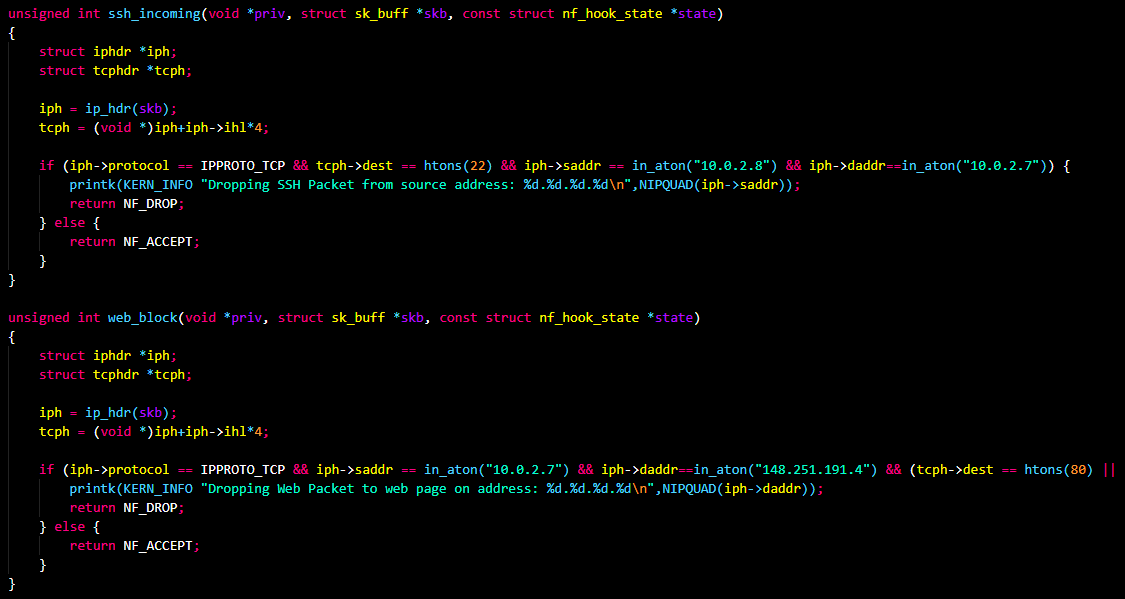 unsigned int ssh_incoming(void *priv, struct sk_buff *skb, const struct nf_hook_state *state)
{
    struct iphdr *iph;
    struct tcphdr *tcph;

    iph = ip_hdr(skb);
    tcph = (void *)iph+iph->ihl*4;

    if (iph->protocol == IPPROTO_TCP && tcph->dest == htons(22) && iph->saddr == in_aton("10.0.2.8") && iph->daddr==in_aton("10.0.2.7")) {
        printk(KERN_INFO "Dropping SSH Packet from source address: %d.%d.%d.%d\n",NIPQUAD(iph->saddr));
        return NF_DROP;
    } else {
        return NF_ACCEPT;
    }
}

unsigned int web_block(void *priv, struct sk_buff *skb, const struct nf_hook_state *state)
{
    struct iphdr *iph;
    struct tcphdr *tcph;

    iph = ip_hdr(skb);
    tcph = (void *)iph+iph->ihl*4;

    if (iph->protocol == IPPROTO_TCP && iph->saddr == in_aton("10.0.2.7") && iph->daddr==in_aton("148.251.191.4") && (tcph->dest == htons(80) ||
        printk(KERN_INFO "Dropping Web Packet to web page on address: %d.%d.%d.%d\n",NIPQUAD(iph->daddr));
        return NF_DROP;
    } else {
        return NF_ACCEPT;
    }
}